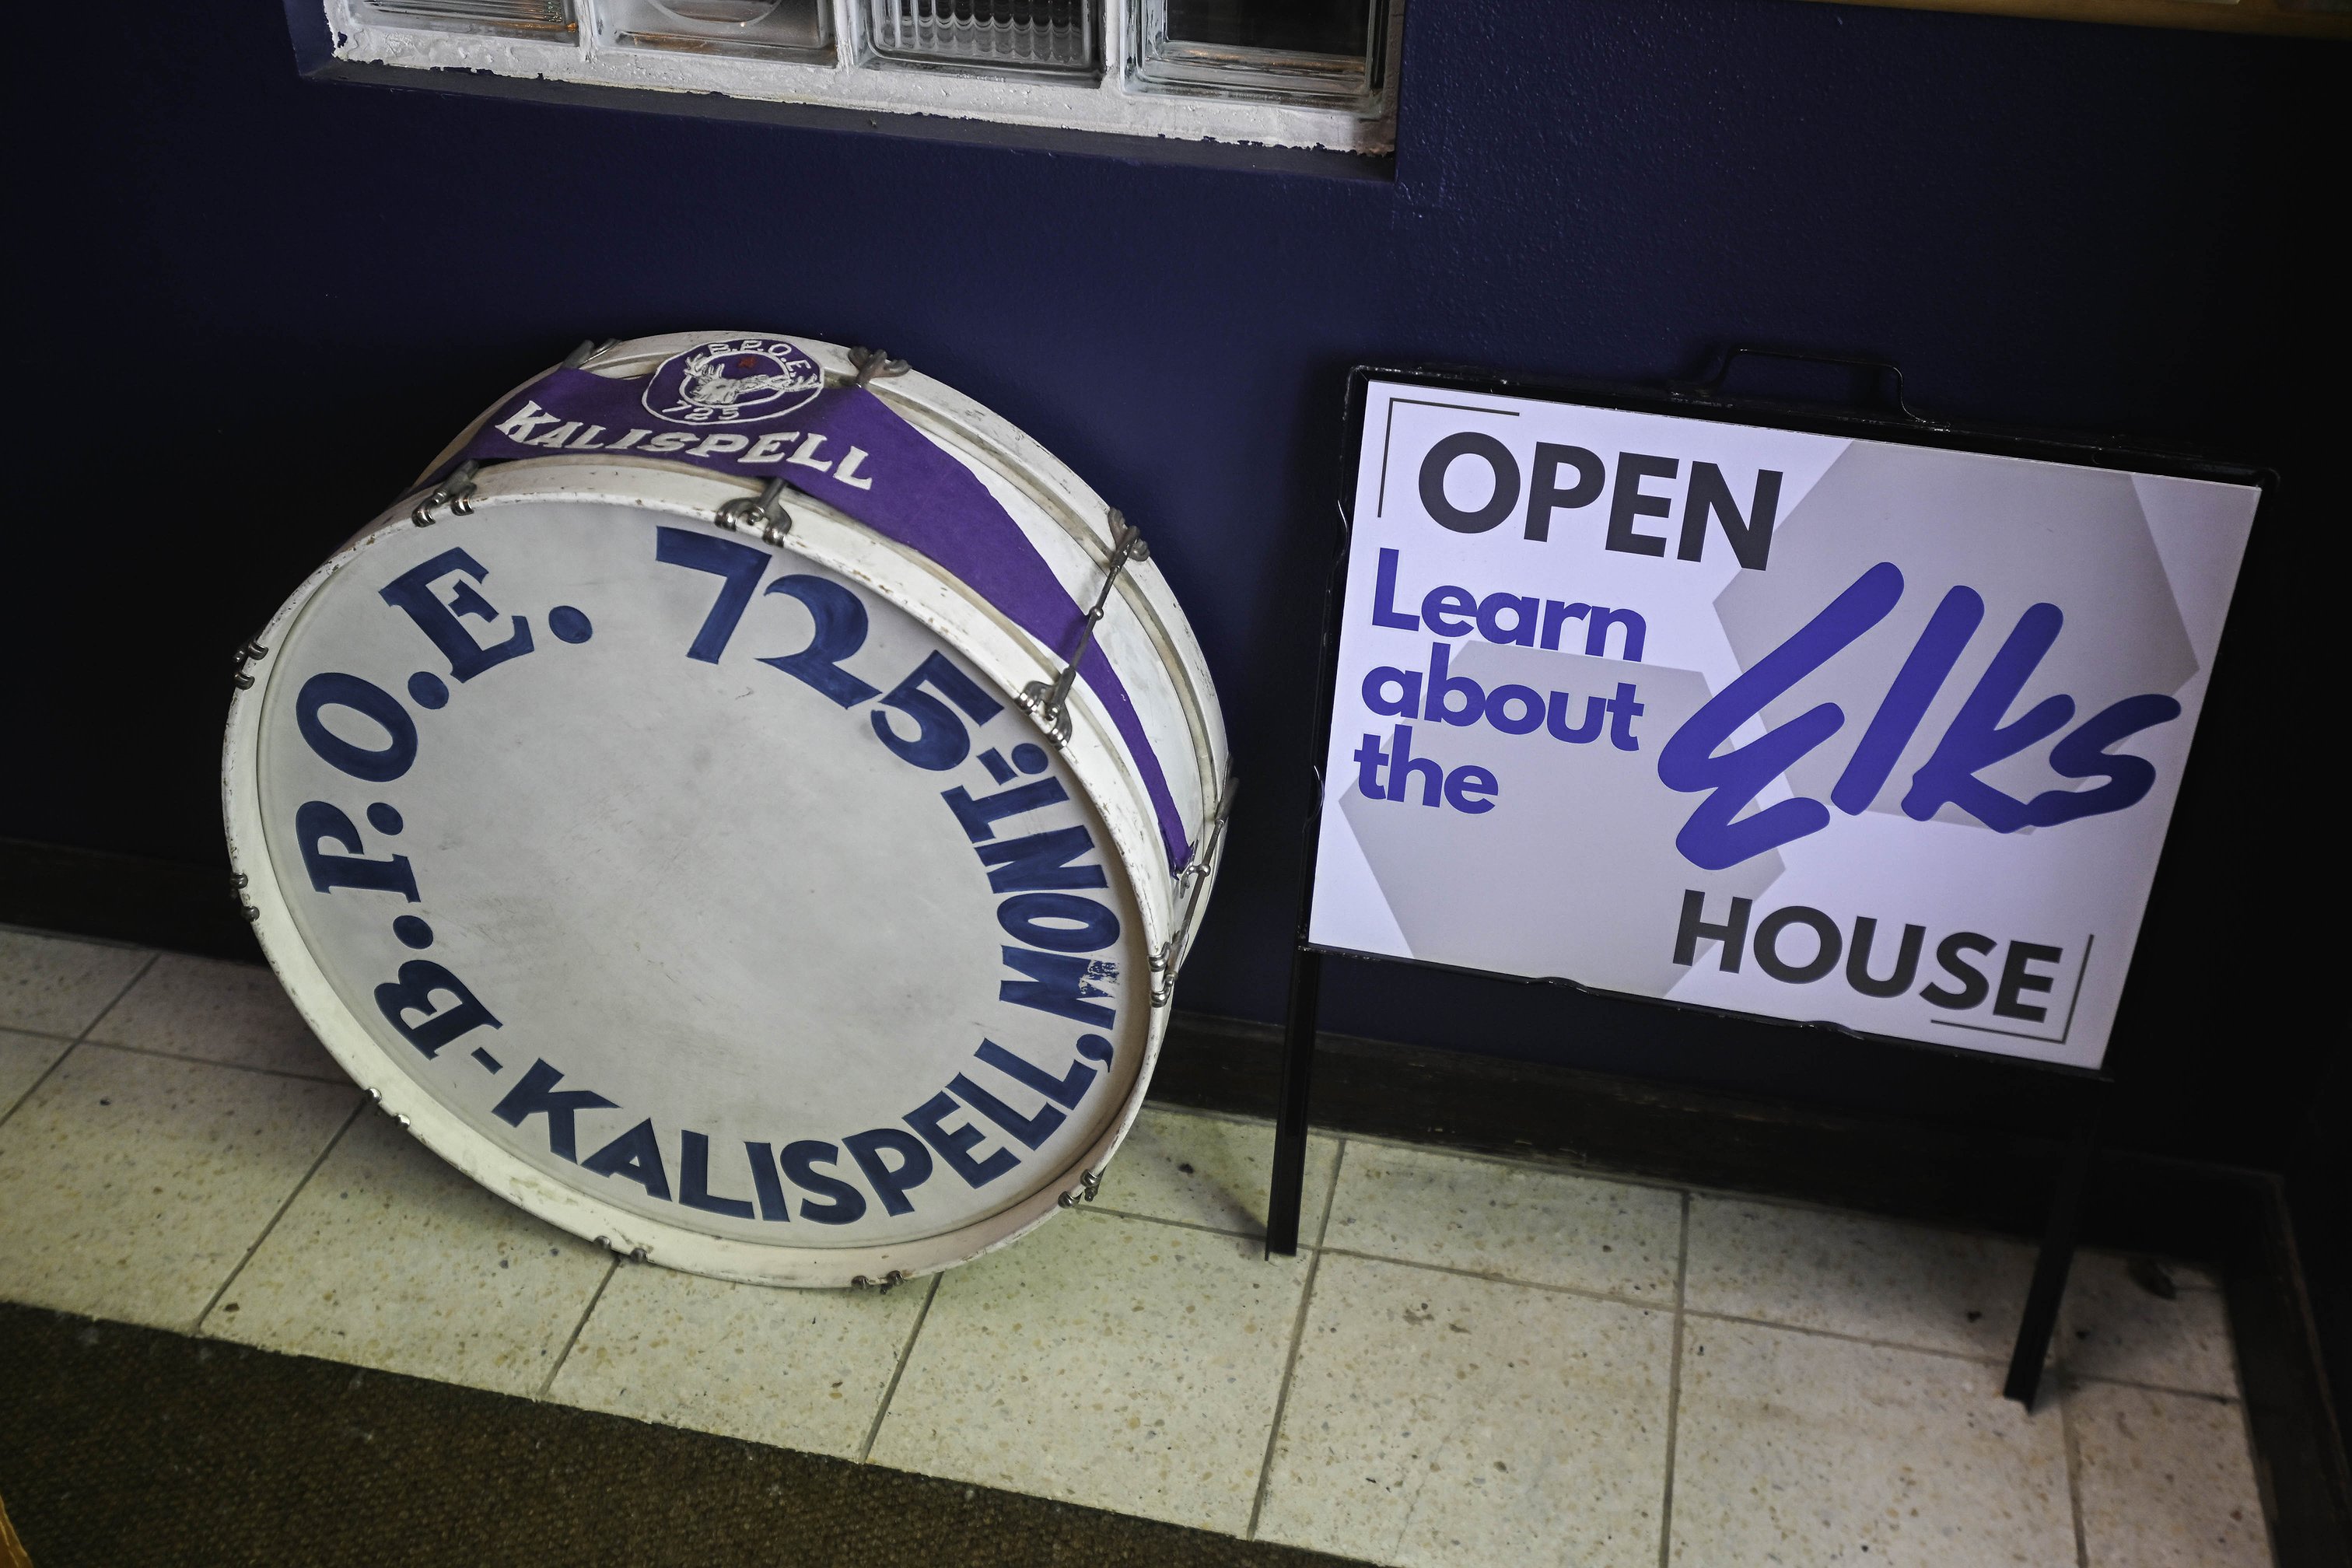 B.P.O.E.
725
KALISPELL
B.P.O.E. 725
B-KALISPELL, MONT.
OPEN
Learn
about
the
Elks
HOUSE